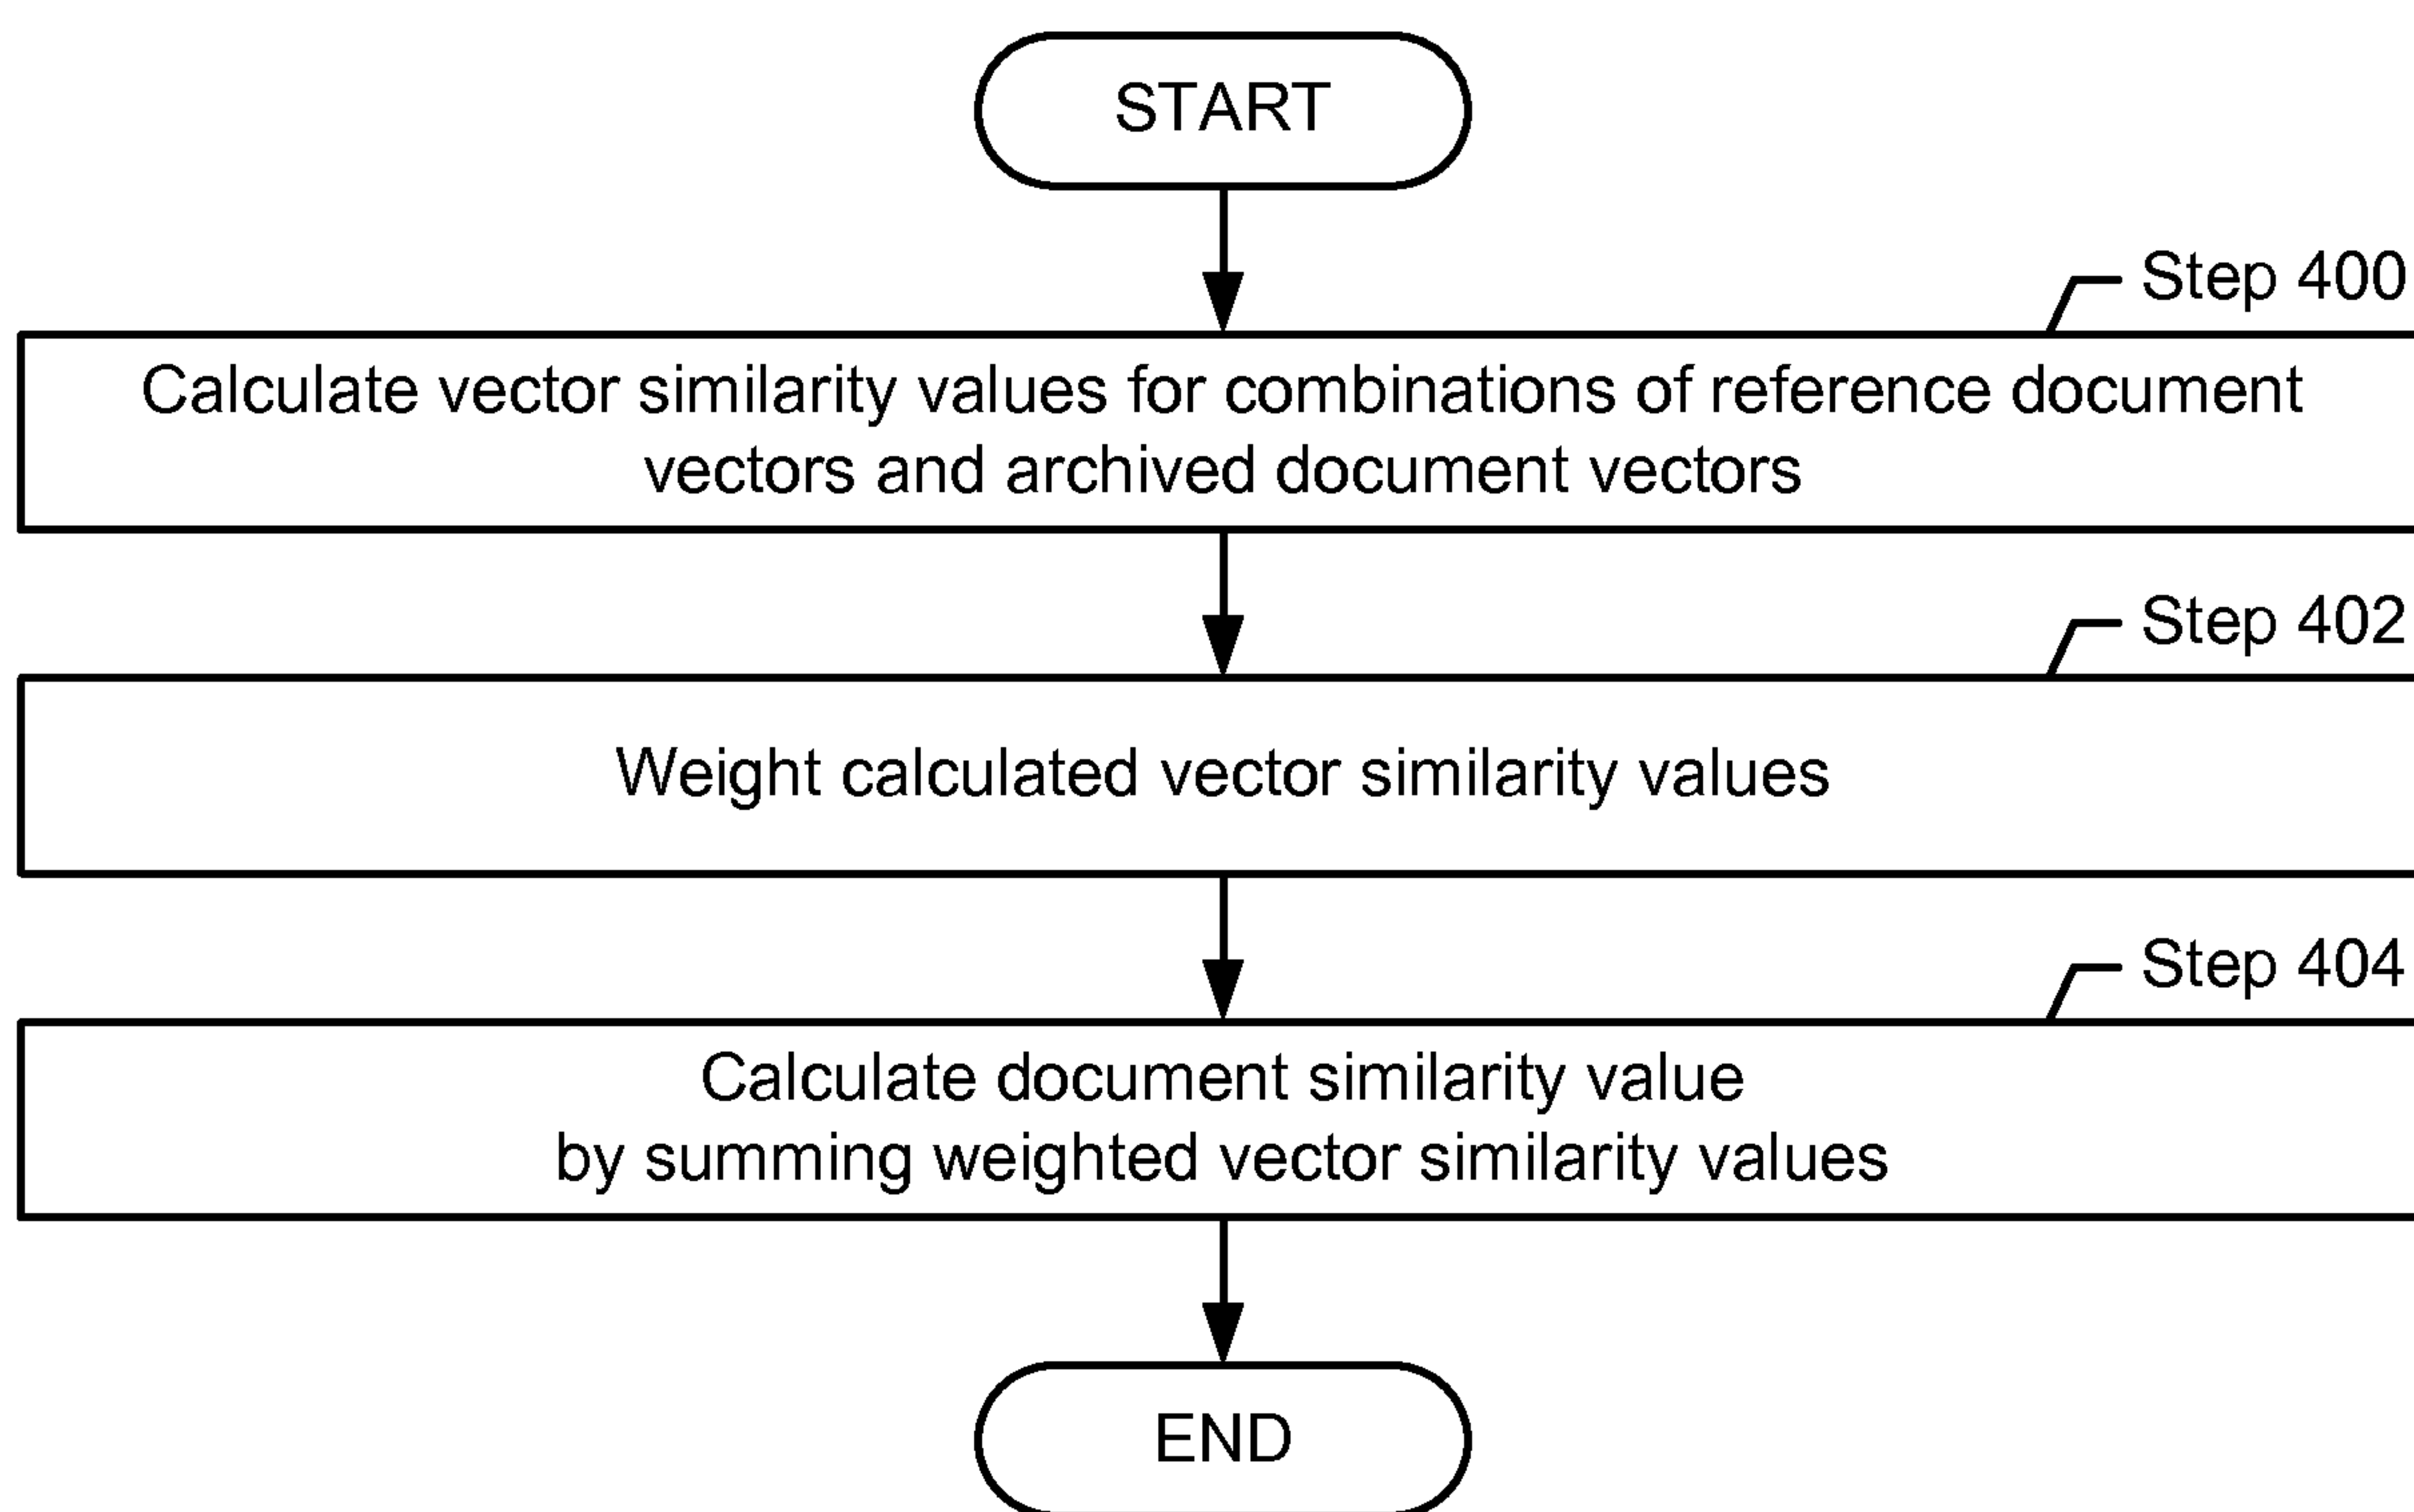 START
Step 400
Calculate vector similarity values for combinations of reference document
vectors and archived document vectors
Step 402
Weight calculated vector similarity values
Step 404
Calculate document similarity value
by summing weighted vector similarity values
END